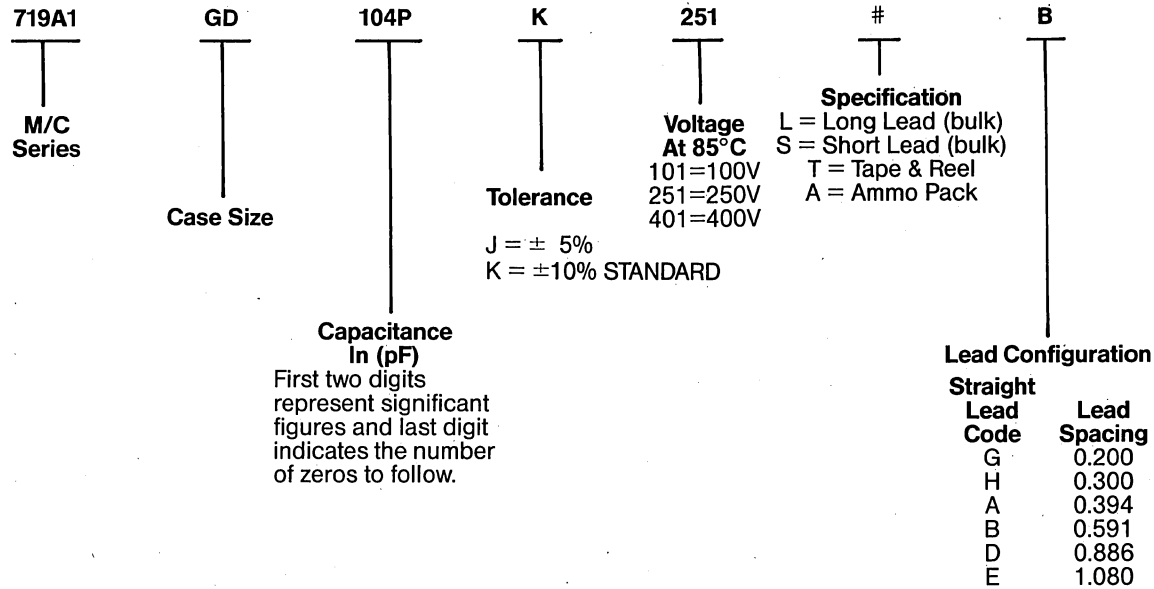 719A1 GD 104P K 251 # B
M/C
Series
Case Size
Capacitance
In (pF)
First two digits
represent significant
figures and last digit
indicates the number
of zeros to follow.
Tolerance
J = ± 5%
K = ±10% STANDARD
Voltage
At 85°C
101=100V
251=250V
401=400V
Specification
L = Long Lead (bulk)
S = Short Lead (bulk)
T = Tape & Reel
A = Ammo Pack
Lead Configuration
Straight
Lead Lead
Code Spacing
G 0.200
H 0.300
A 0.394
B 0.591
D 0.886
E 1.080